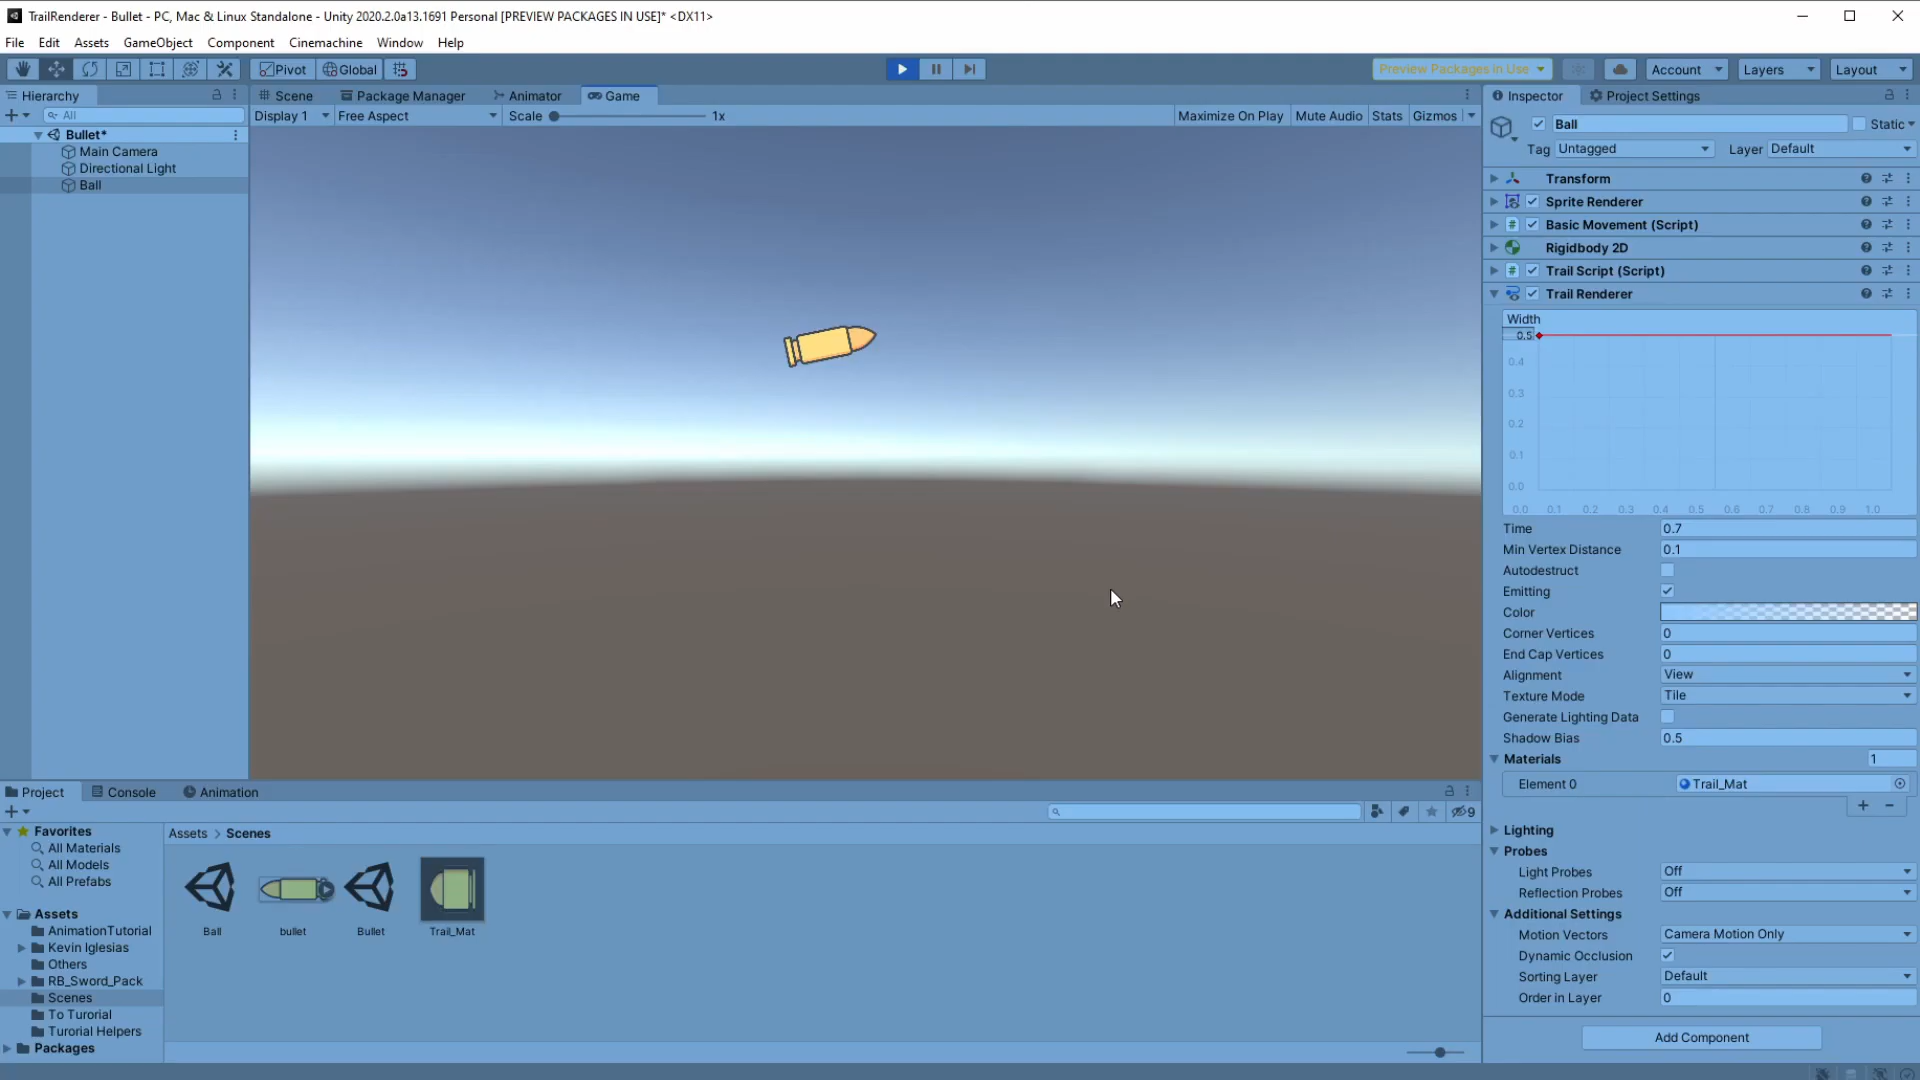 TrailRenderer - Bullet - PC, Mac & Linux Standalone - Unity 2020.2.0a13.1691 Personal [PREVIEW PACKAGES IN USE]* <DX11>
File Edit Assets GameObject Component Cinemachine Window Help
Pivot Global Preview Packages in Use Account Layers Layout
Hierarchy Scene Package Manager Animator Game Inspector Project Settings
All Display 1 Free Aspect Scale 1x Maximize On Play Mute Audio Stats Gizmos
Bullet*
Main Camera
Directional Light
Ball
Ball Static
Tag Untagged Layer Default
Transform
Sprite Renderer
Basic Movement (Script)
Rigidbody 2D
Trail Script (Script)
Trail Renderer
Width
0.5
0.4
0.3
0.2
0.1
0.0
0.0 0.1 0.2 0.3 0.4 0.5 0.6 0.7 0.8 0.9 1.0
Time 0.7
Min Vertex Distance 0.1
Autodestruct
Emitting
Color
Corner Vertices 0
End Cap Vertices 0
Alignment View
Texture Mode Tile
Generate Lighting Data
Shadow Bias 0.5
Materials 1
Element 0 Trail_Mat
Lighting
Probes
Light Probes Off
Reflection Probes Off
Additional Settings
Motion Vectors Camera Motion Only
Dynamic Occlusion
Sorting Layer Default
Order in Layer 0
Add Component
Project Console Animation
9
Favorites
All Materials
All Models
All Prefabs
Assets
AnimationTutorial
Kevin Iglesias
Others
RB_Sword_Pack
Scenes
To Turorial
Turorial Helpers
Packages
Assets > Scenes
Ball bullet Bullet Trail_Mat